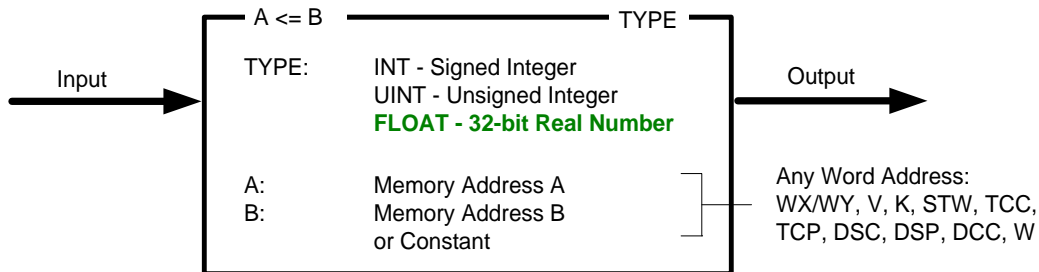 A <= B TYPE
Input
TYPE: INT - Signed Integer
UINT - Unsigned Integer
FLOAT - 32-bit Real Number
Output
A: Memory Address A
B: Memory Address B
or Constant
Any Word Address:
WX/WY, V, K, STW, TCC,
TCP, DSC, DSP, DCC, W